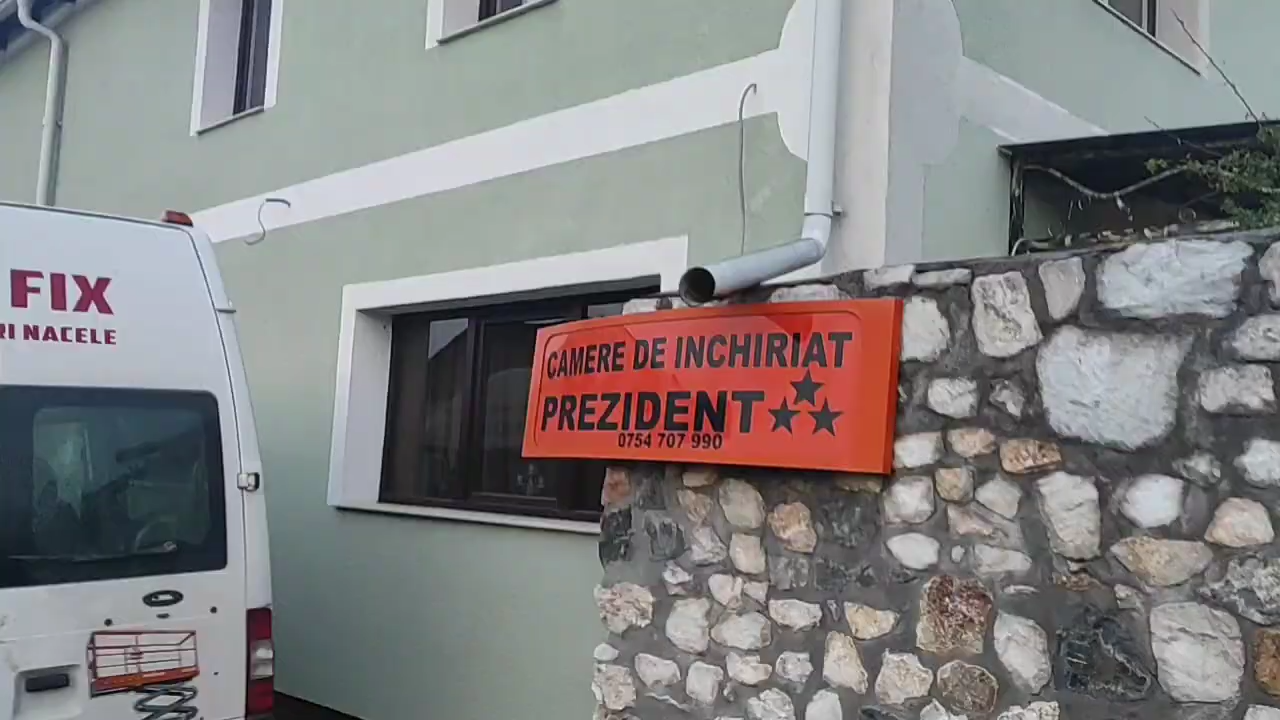 FIX
RI NACELE
CAMERE DE INCHIRIAT
PREZIDENT
0754 707 990